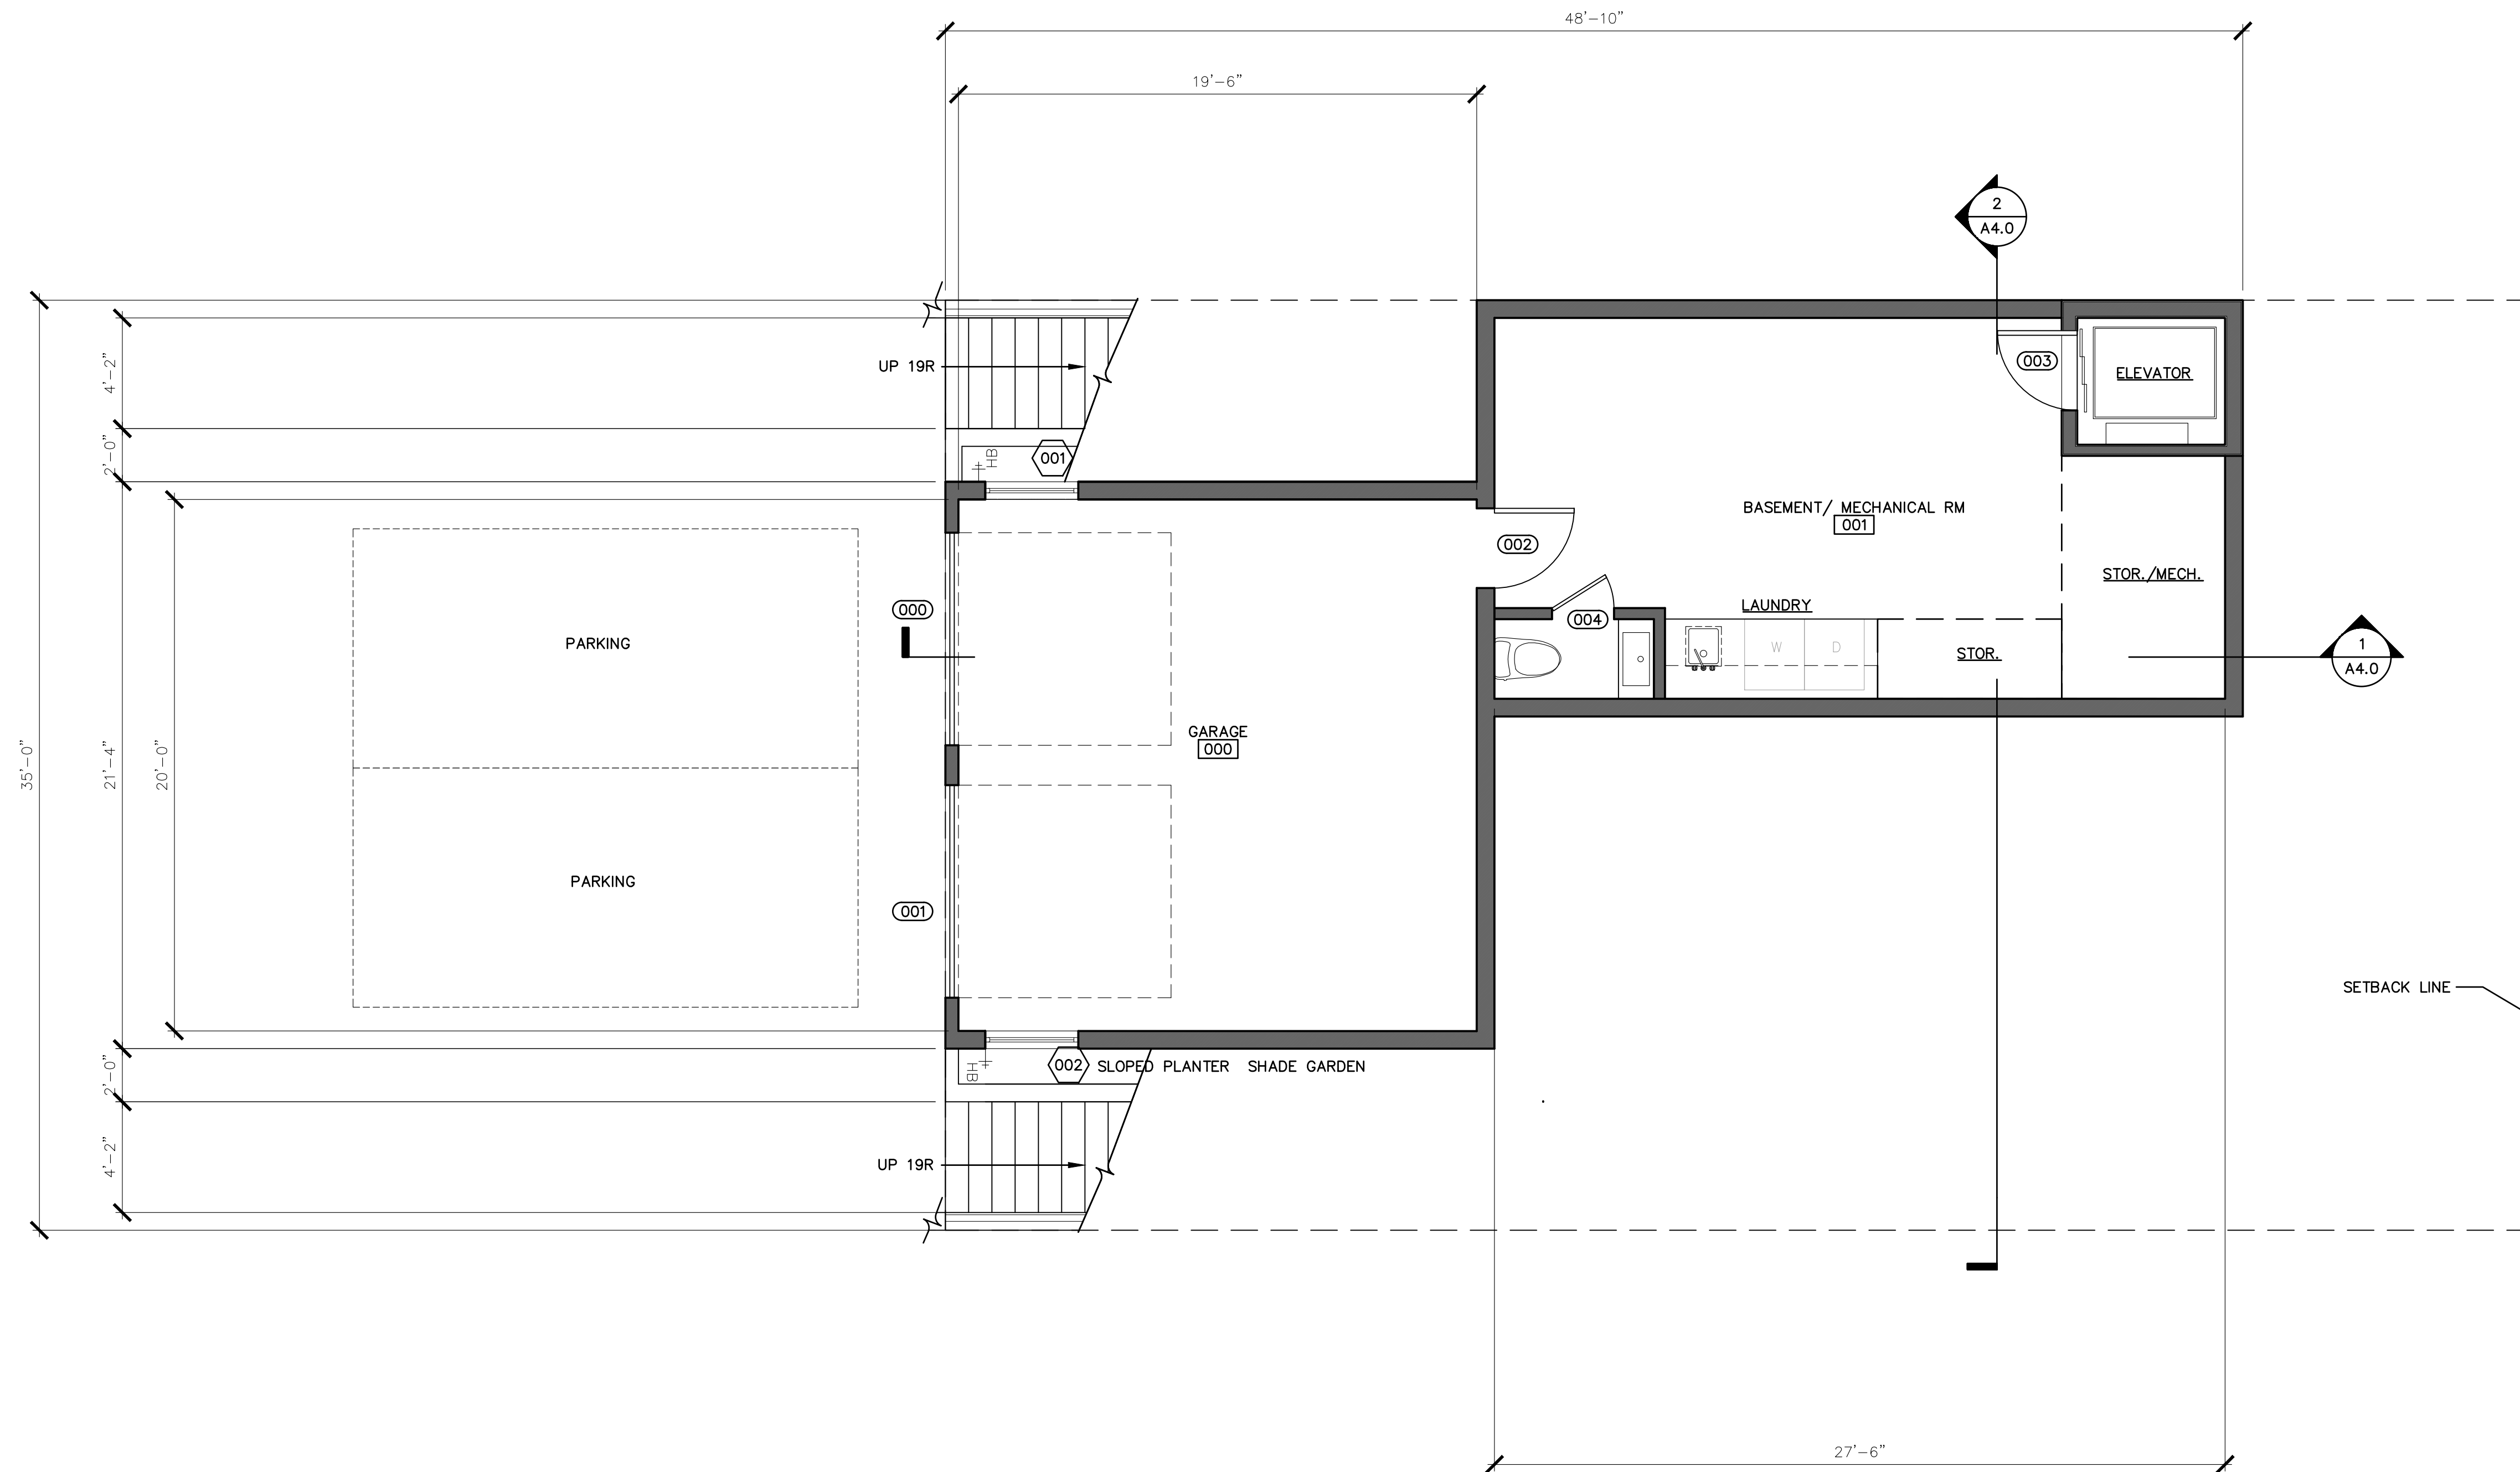 48'-10"
19'-6"
2
A4.0
4'-2"
UP 19R
003
ELEVATOR
2'-0"
HB
001
BASEMENT/ MECHANICAL RM
001
002
STOR./MECH.
LAUNDRY
000
004
PARKING
W
D
STOR.
1
A4.0
GARAGE
000
35'-0"
21'-4"
20'-0"
PARKING
001
SETBACK LINE
2'-0"
HB
002
SLOPED PLANTER SHADE GARDEN
4'-2"
UP 19R
27'-6"